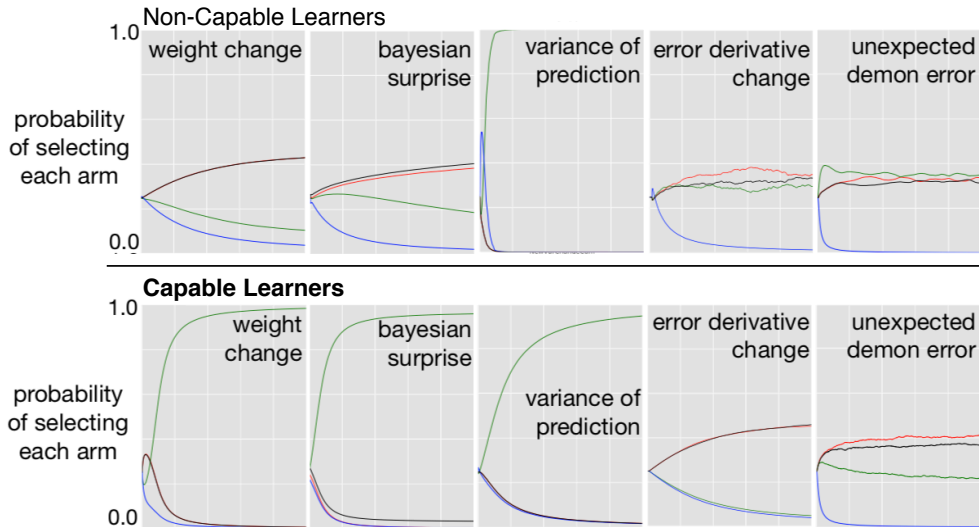 Non-Capable Learners
1.0
weight change
bayesian
surprise
variance of
prediction
error derivative
change
unexpected
demon error
probability
of selecting
each arm
0.0
Capable Learners
1.0
weight
change
bayesian
surprise
variance of
prediction
error derivative
change
unexpected
demon error
probability
of selecting
each arm
0.0